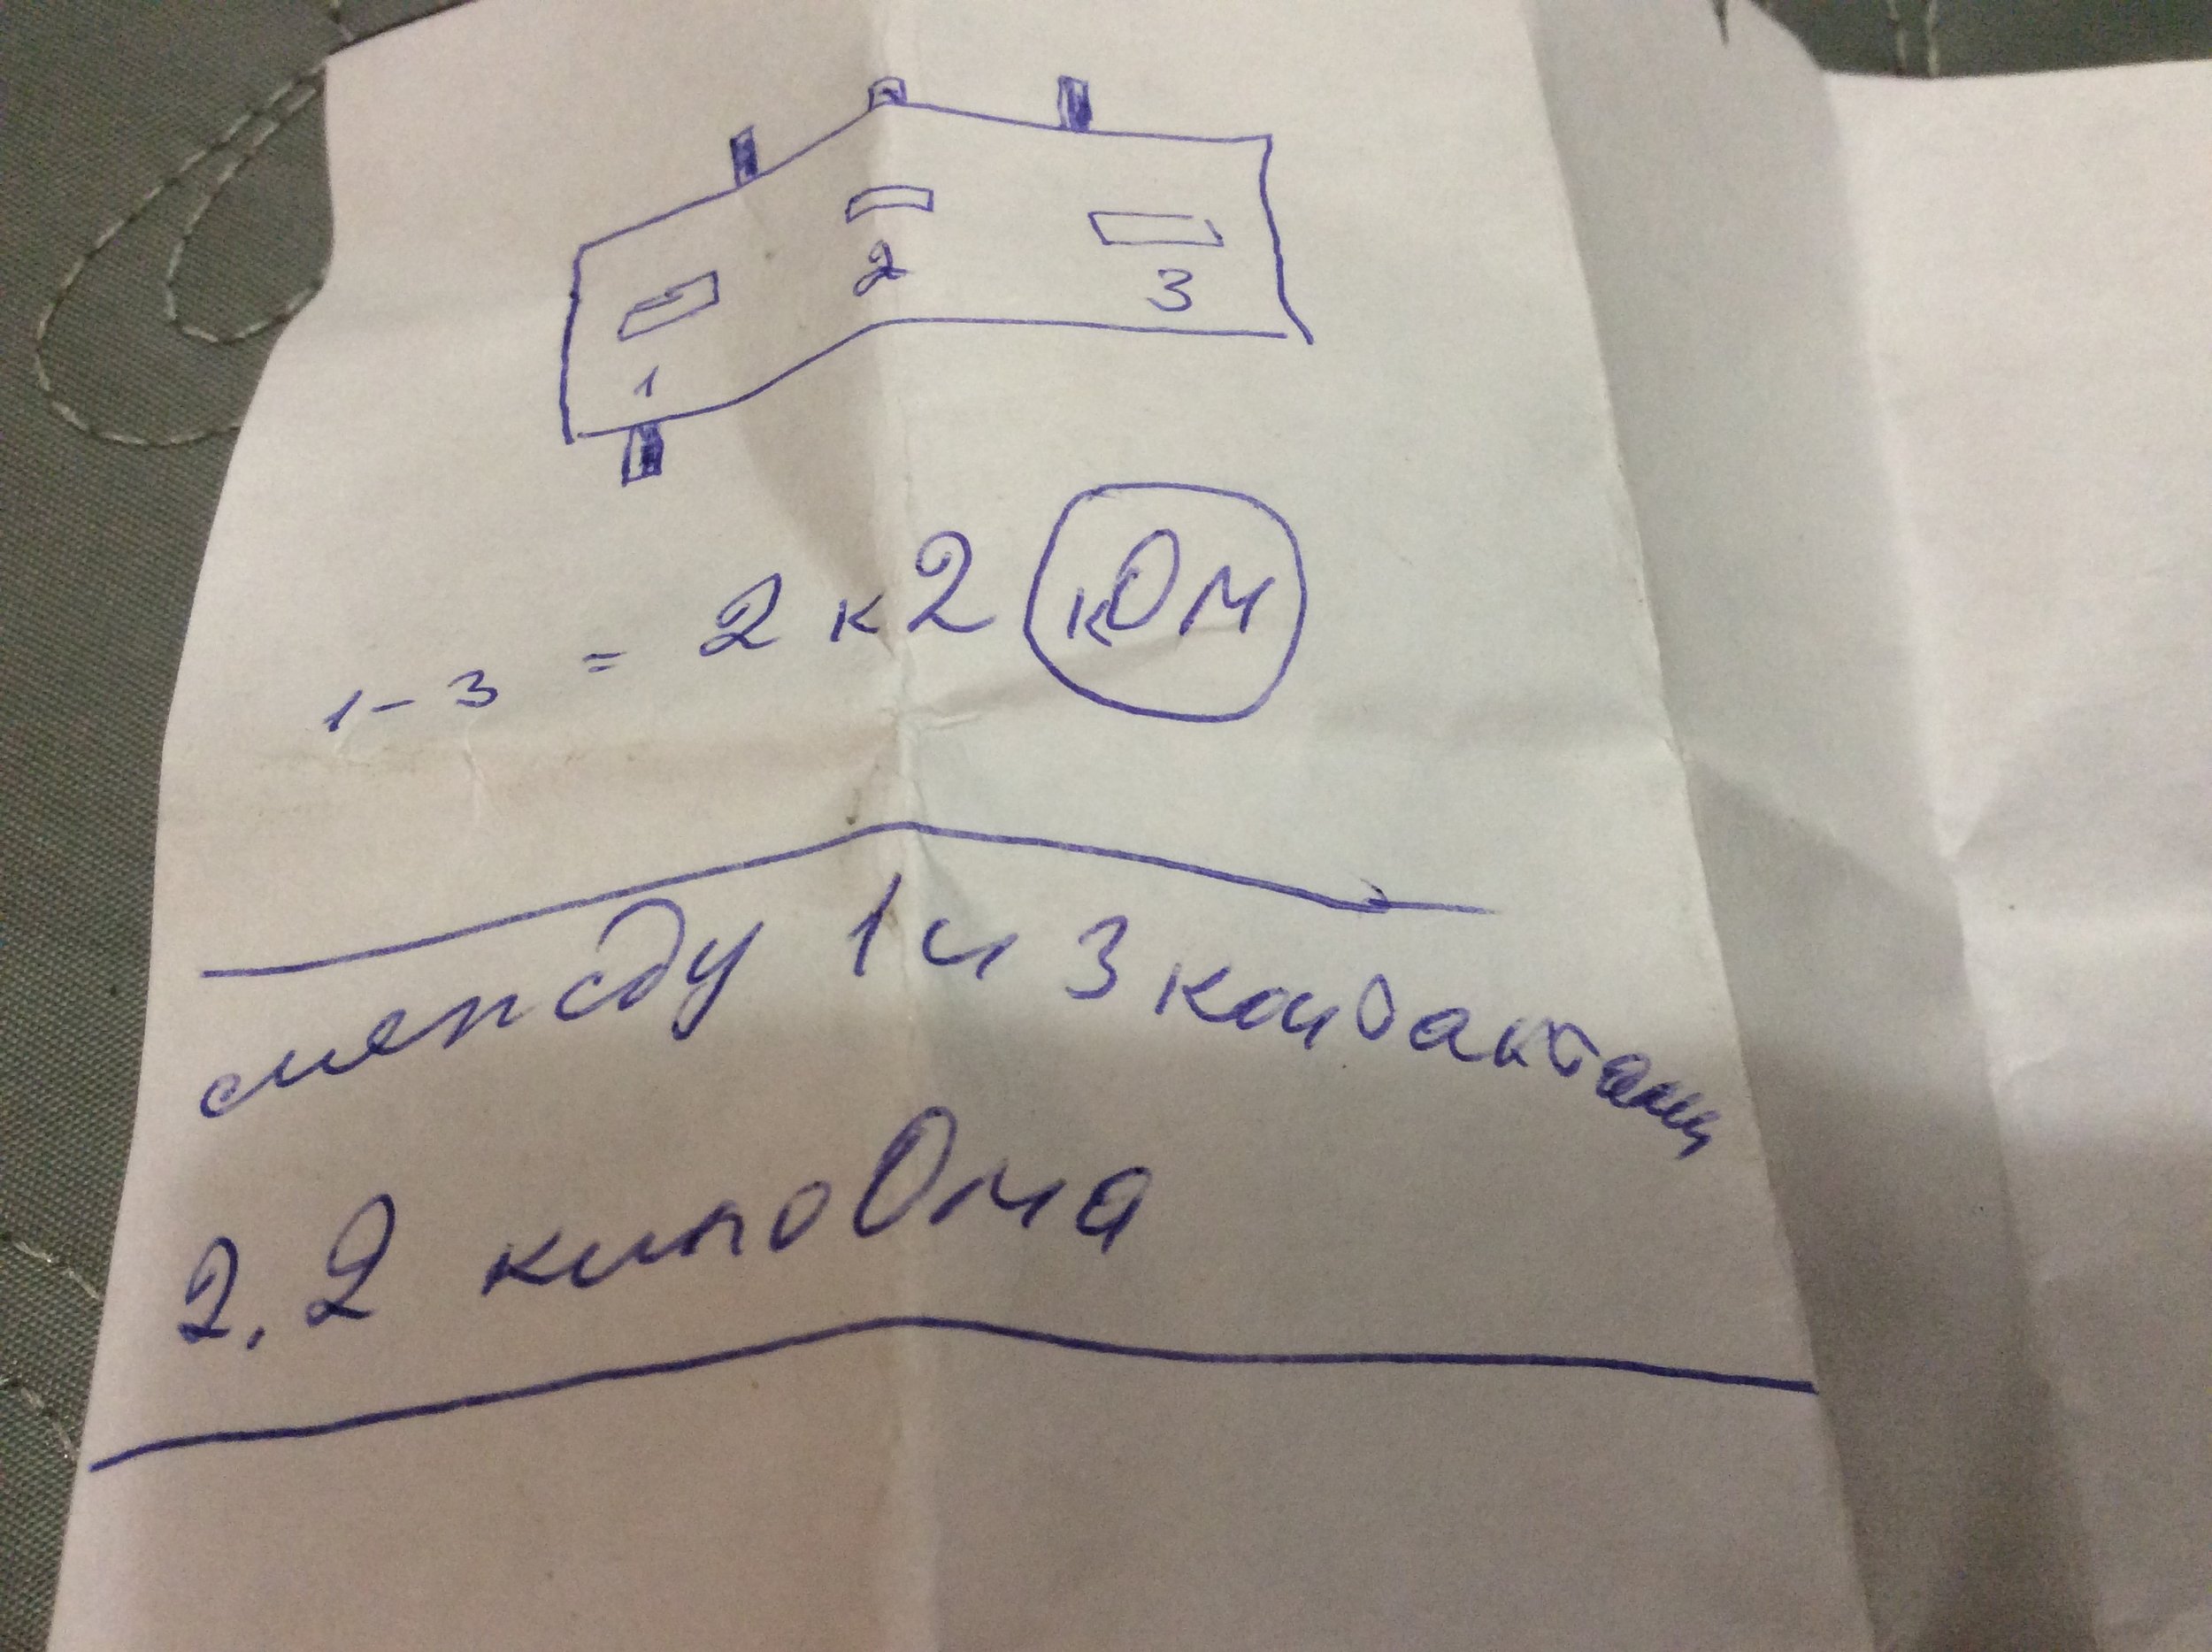 2
3
1
1-3 = 2к2 кОм
между 1 и 3 контактами
2.2 килоОма